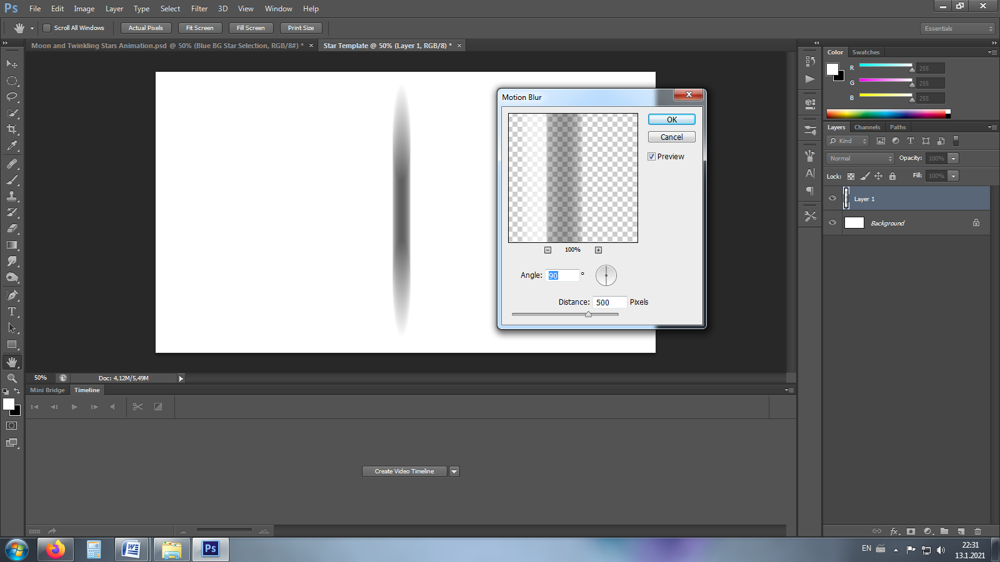 Ps File Edit Image Layer Type Select Filter 3D View Window Help
Scroll All Windows Actual Pixels Fit Screen Fill Screen Print Size Essentials
Moon and Twinkling Stars Animation.psd @ 50% (Blue BG Star Selection, RGB/8#) * × Star Template @ 50% (Layer 1, RGB/8) * ×
Color Swatches
R 255
G 255
B 255
Layers Channels Paths
Kind
Normal Opacity: 100%
Lock: Fill: 100%
Layer 1
Background
Motion Blur
OK
Cancel
Preview
100%
Angle: 90 °
Distance: 500 Pixels
50% Doc: 4,12M/5,49M
Mini Bridge Timeline
Create Video Timeline
fx
W Ps
EN 22:31
13.1.2021